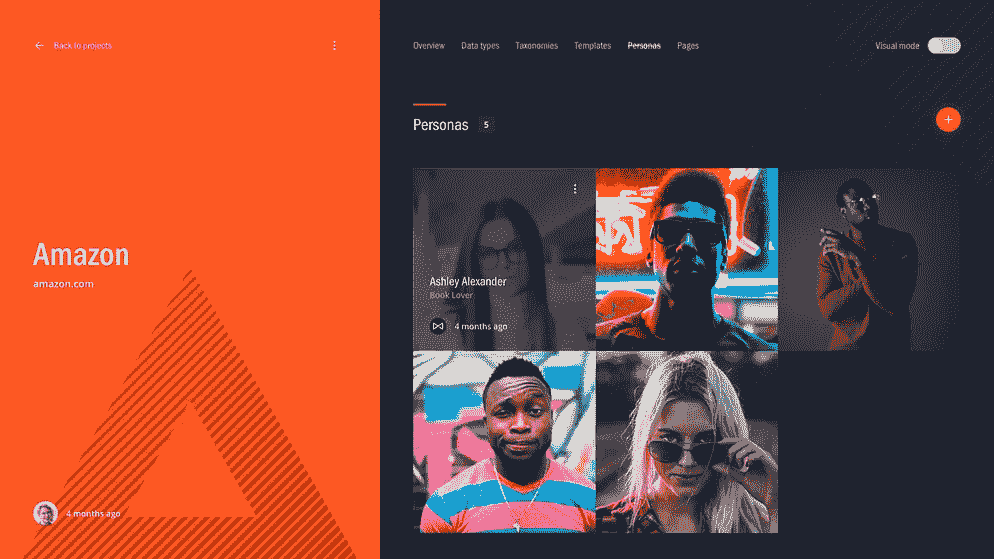 Back to projects
Amazon
amazon.com
4 months ago
Overview Data types Taxonomies Templates Personas Pages
Visual mode
Personas 5
+
Ashley Alexander
Book Lover
4 months ago